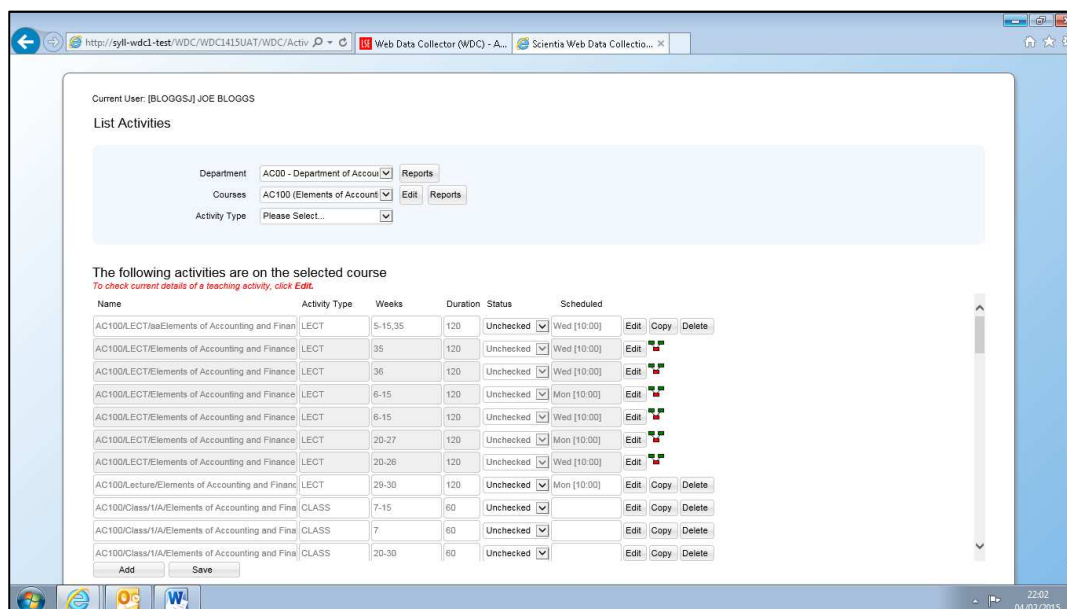 http://syll-wdc1-test/WDC/WDC1415UAT/WDC/Activ
LSE Web Data Collector (WDC) - A...
Scientia Web Data Collectio...
Current User: [BLOGGSJ] JOE BLOGGS
List Activities
Department AC00 - Department of Accou Reports
Courses AC100 (Elements of Account Edit Reports
Activity Type Please Select...
The following activities are on the selected course
To check current details of a teaching activity, click Edit.
Name Activity Type Weeks Duration Status Scheduled
AC100/LECT/aaElements of Accounting and Finan LECT 5-15,35 120 Unchecked Wed [10:00] Edit Copy Delete
AC100/LECT/Elements of Accounting and Finance LECT 35 120 Unchecked Wed [10:00] Edit
AC100/LECT/Elements of Accounting and Finance LECT 36 120 Unchecked Wed [10:00] Edit
AC100/LECT/Elements of Accounting and Finance LECT 6-15 120 Unchecked Mon [10:00] Edit
AC100/LECT/Elements of Accounting and Finance LECT 6-15 120 Unchecked Wed [10:00] Edit
AC100/LECT/Elements of Accounting and Finance LECT 20-27 120 Unchecked Mon [10:00] Edit
AC100/LECT/Elements of Accounting and Finance LECT 20-26 120 Unchecked Wed [10:00] Edit
AC100/Lecture/Elements of Accounting and Financ LECT 29-30 120 Unchecked Mon [10:00] Edit Copy Delete
AC100/Class/1/A/Elements of Accounting and Fina CLASS 7-15 60 Unchecked Edit Copy Delete
AC100/Class/1/A/Elements of Accounting and Fina CLASS 7 60 Unchecked Edit Copy Delete
AC100/Class/1/A/Elements of Accounting and Fina CLASS 20-30 60 Unchecked Edit Copy Delete
Add Save
22:02
04/02/2015